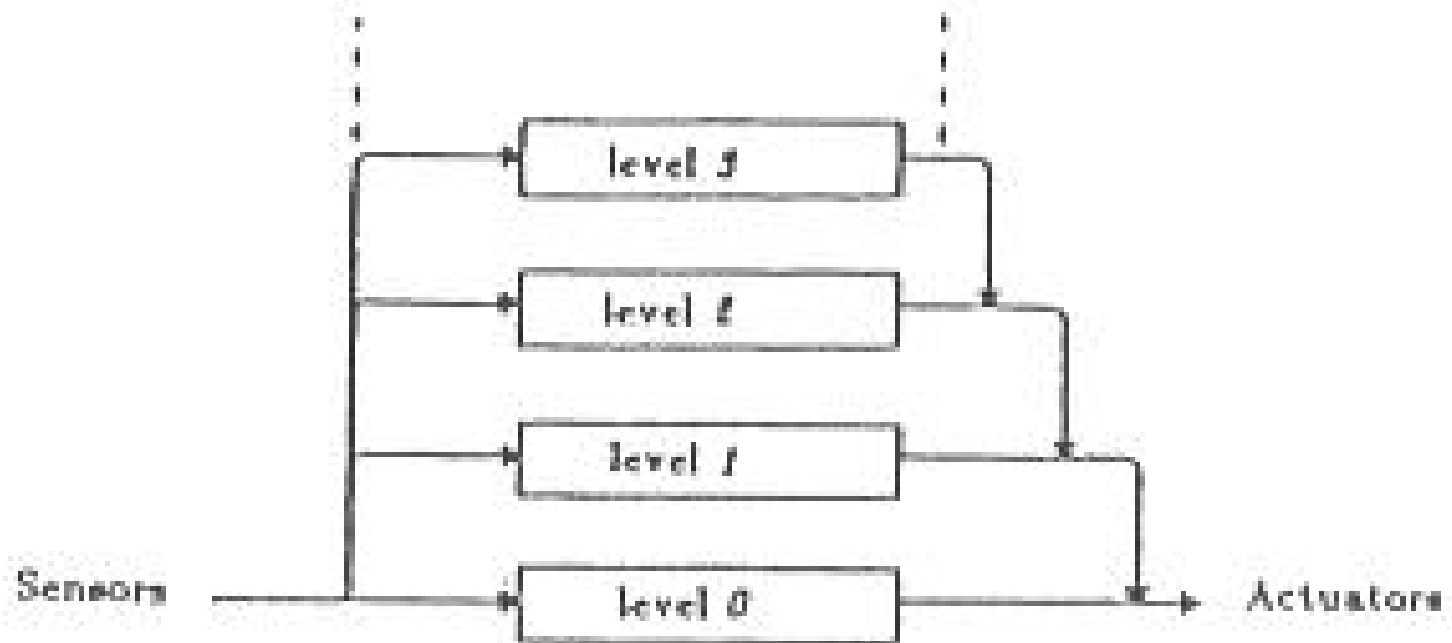 level 3
level 2
level 1
Sensors
level 0
Actuators